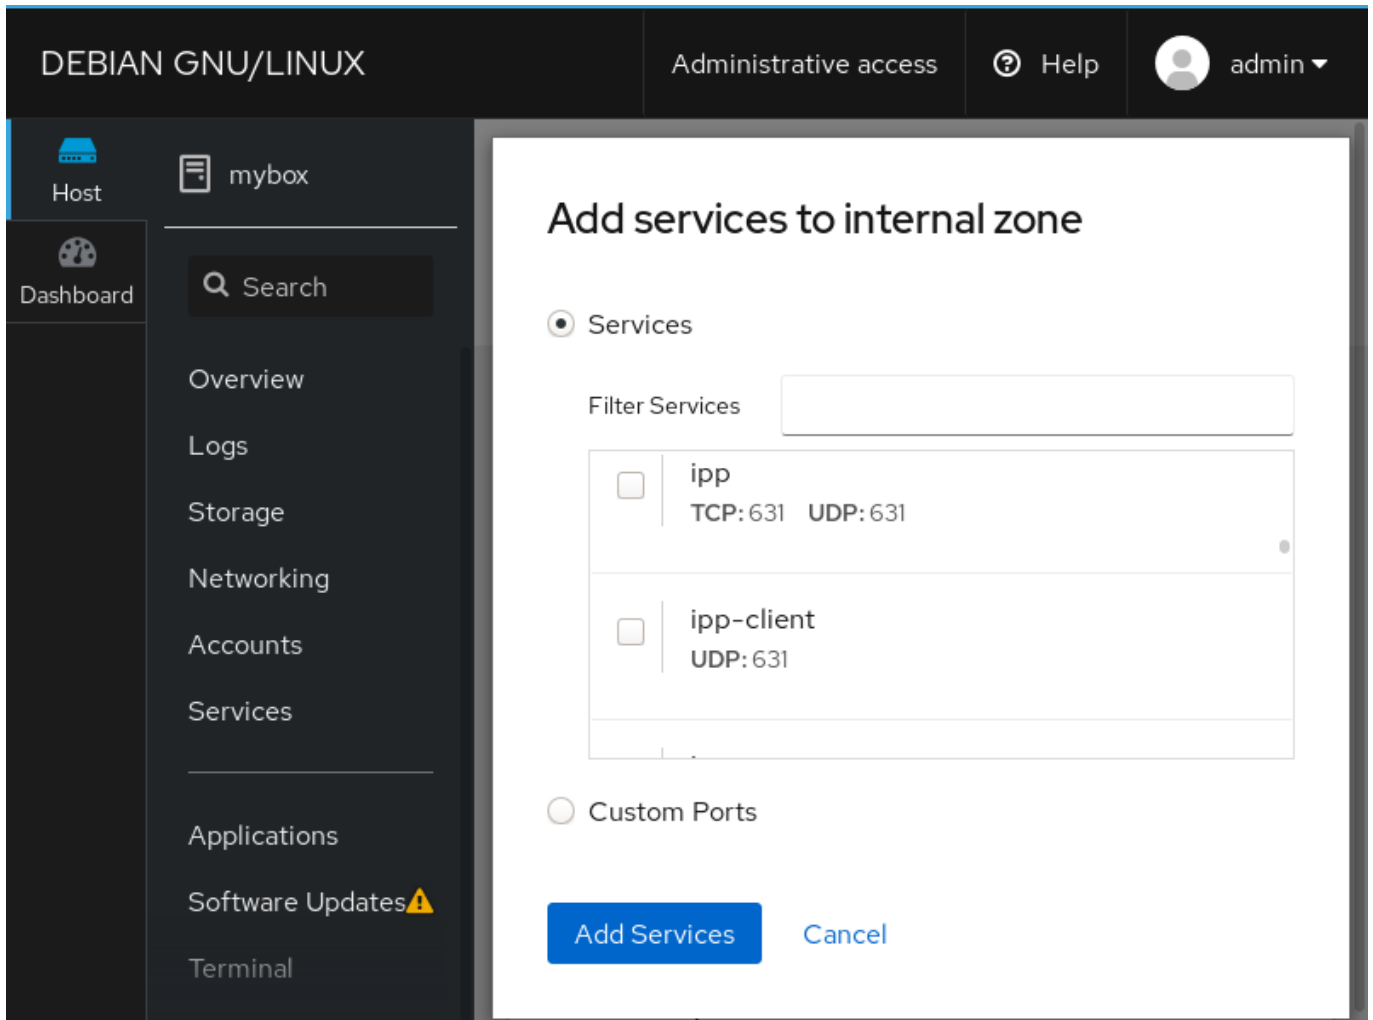 DEBIAN GNU/LINUX
Administrative access
Help
admin
Host
Dashboard
mybox
Search
Overview
Logs
Storage
Networking
Accounts
Services
Applications
Software Updates
Terminal
Add services to internal zone
Services
Filter Services
ipp
TCP: 631 UDP: 631
ipp-client
UDP: 631
Custom Ports
Add Services
Cancel